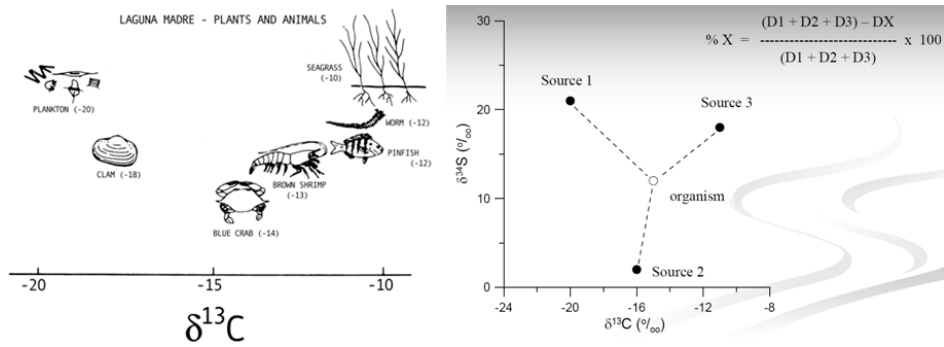 LAGUNA MADRE - PLANTS AND ANIMALS
SEAGRASS
(-10)
PLANKTON (-20)
WORM (-12)
CLAM (-18)
PINFISH
(-12)
BROWN SHRIMP
(-13)
BLUE CRAB (-14)
-20 -15 -10
δ13C
% X = (D1 + D2 + D3) – DX
(D1 + D2 + D3)
x 100
Source 1
Source 3
organism
Source 2
δ34S (o/oo)
30
20
10
0
-24 -20 -16 -12 -8
δ13C (o/oo)